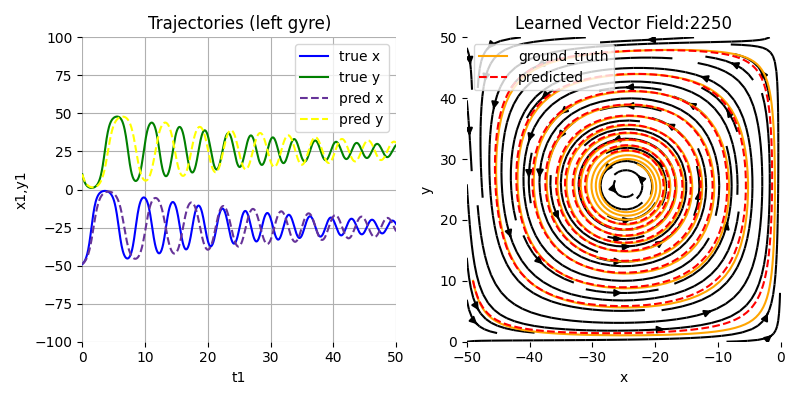 Trajectories (left gyre)
100
75
50
25
0
−25
−50
−75
−100
x1,y1
0 10 20 30 40 50
t1
true x
true y
pred x
pred y
Learned Vector Field:2250
50
40
30
20
10
0
y
−50 −40 −30 −20 −10 0
x
ground_truth
predicted